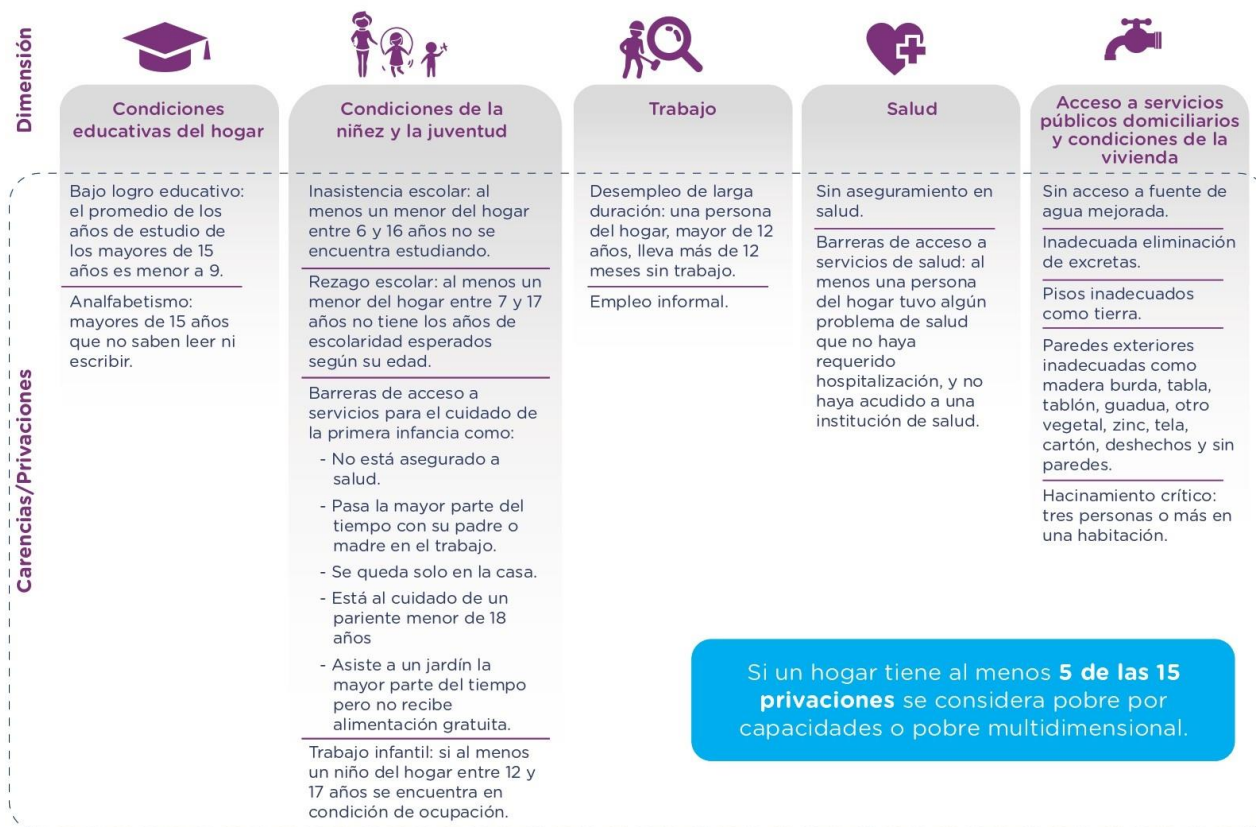 Dimensión
Condiciones
educativas del hogar
Condiciones de la
niñez y la juventud
Trabajo
Salud
Acceso a servicios
públicos domiciliarios
y condiciones de la
vivienda
Carencias/Privaciones
Bajo logro educativo:
el promedio de los
años de estudio de
los mayores de 15
años es menor a 9.
Analfabetismo:
mayores de 15 años
que no saben leer ni
escribir.
Inasistencia escolar: al
menos un menor del hogar
entre 6 y 16 años no se
encuentra estudiando.
Rezago escolar: al menos un
menor del hogar entre 7 y 17
años no tiene los años de
escolaridad esperados
según su edad.
Barreras de acceso a
servicios para el cuidado de
la primera infancia como:
- No está asegurado a
salud.
- Pasa la mayor parte del
tiempo con su padre o
madre en el trabajo.
- Se queda solo en la casa.
- Está al cuidado de un
pariente menor de 18
años
- Asiste a un jardín la
mayor parte del tiempo
pero no recibe
alimentación gratuita.
Trabajo infantil: si al menos
un niño del hogar entre 12 y
17 años se encuentra en
condición de ocupación.
Desempleo de larga
duración: una persona
del hogar, mayor de 12
años, lleva más de 12
meses sin trabajo.
Empleo informal.
Sin aseguramiento en
salud.
Barreras de acceso a
servicios de salud: al
menos una persona
del hogar tuvo algún
problema de salud
que no haya
requerido
hospitalización, y no
haya acudido a una
institución de salud.
Sin acceso a fuente de
agua mejorada.
Inadecuada eliminación
de excretas.
Pisos inadecuados
como tierra.
Paredes exteriores
inadecuadas como
madera burda, tabla,
tablón, guadua, otro
vegetal, zinc, tela,
cartón, deshechos y sin
paredes.
Hacinamiento crítico:
tres personas o más en
una habitación.
Si un hogar tiene al menos 5 de las 15
privaciones se considera pobre por
capacidades o pobre multidimensional.